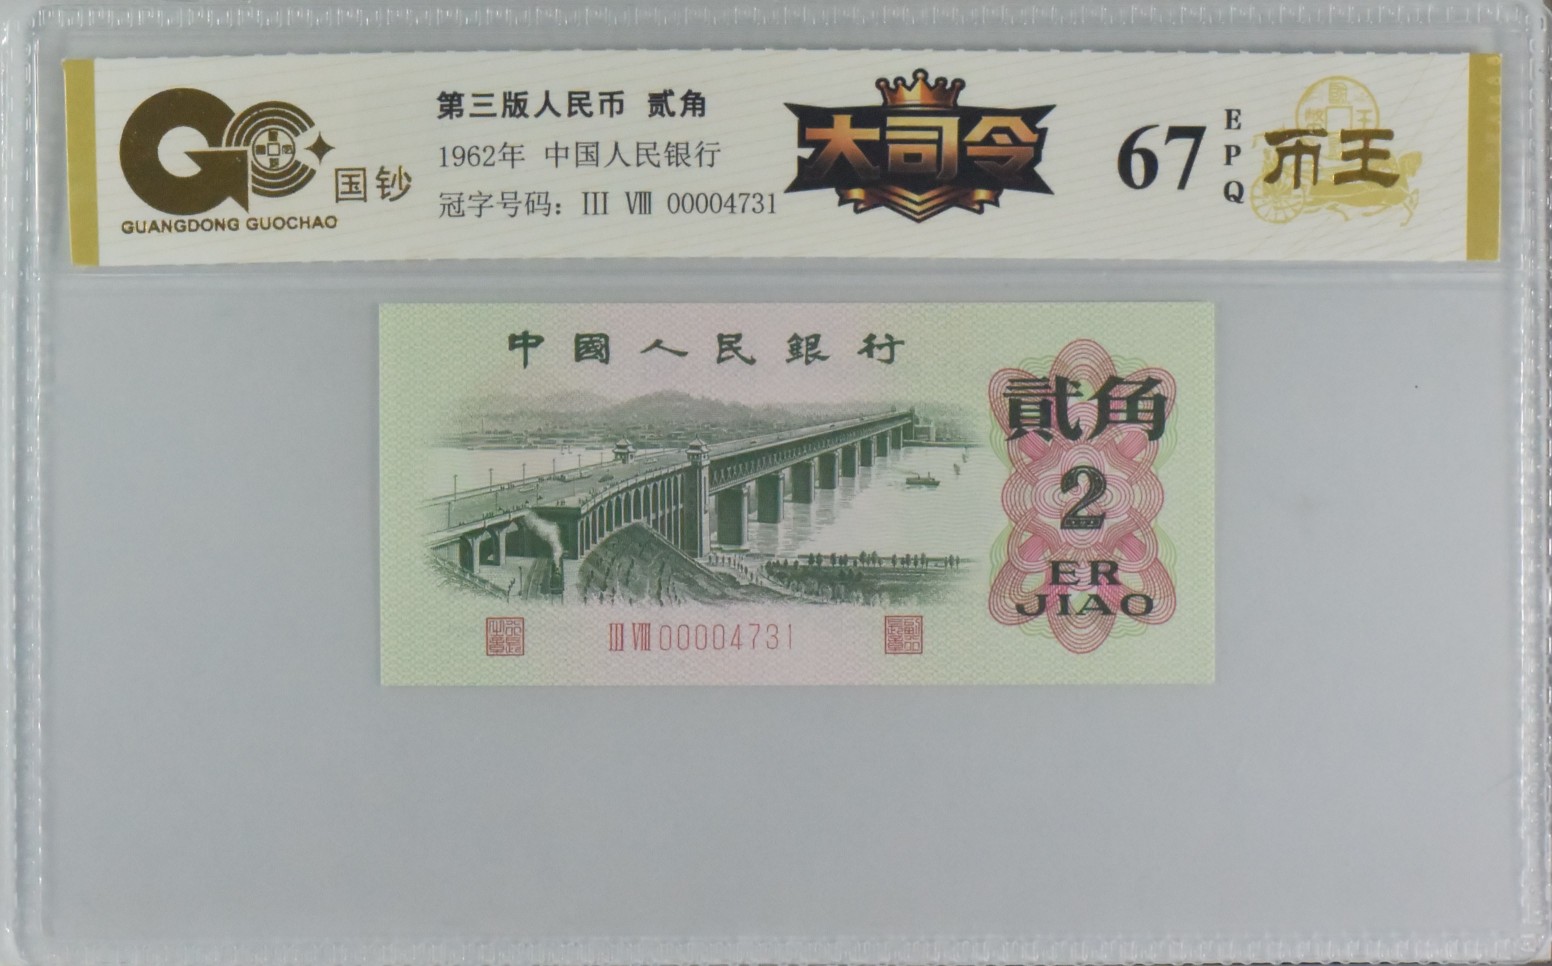 国钞
GUANGDONG GUOCHAO
第三版人民币 贰角
1962年 中国人民银行
冠字号码：III VIII 00004731
大司令
67
E
P
Q
币王
中國人民銀行
貳角
2
ER
JIAO
III VIII 00004731